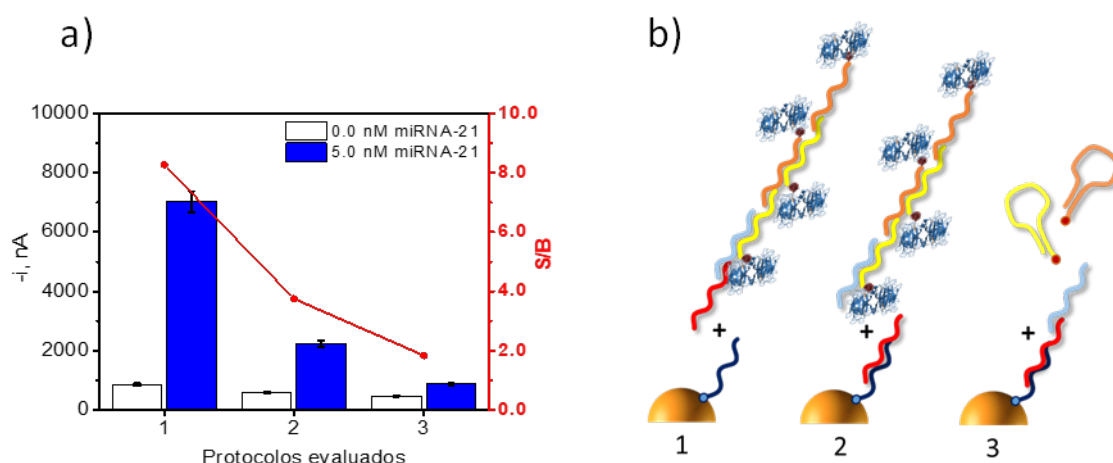 a)
b)
10000
8000
6000
4000
2000
0
-i, nA
10.0
8.0
6.0
4.0
2.0
0.0
S/B
0.0 nM miRNA-21
5.0 nM miRNA-21
1 2 3
Protocolos evaluados
+ + +
1 2 3